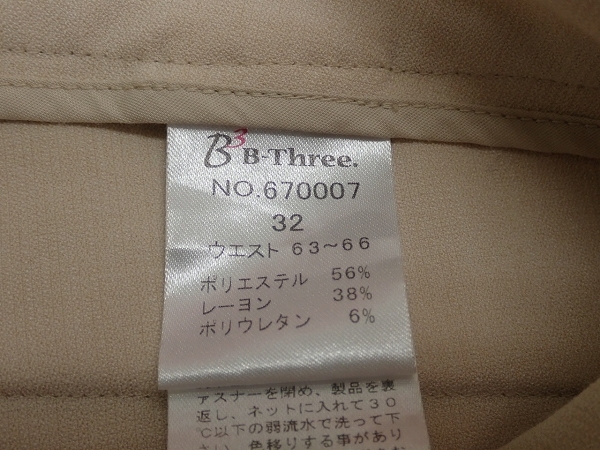 B3 B-Three.
NO.670007
32
ウエスト 63~66
ポリエステル 56%
レーヨン 38%
ポリウレタン 6%
ァスナーを閉め、製品を裏
返し、ネットに入れて30
℃以下の弱流水で洗って下
さい。色移りする事があり